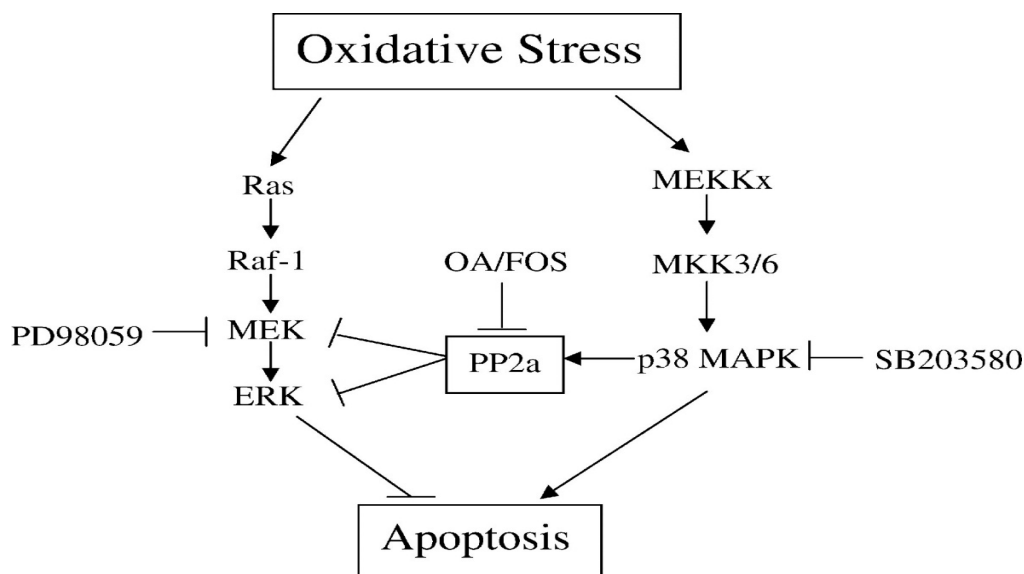 Oxidative Stress
Ras
MEKKx
Raf-1
OA/FOS
MKK3/6
PD98059
MEK
PP2a
p38 MAPK
SB203580
ERK
Apoptosis